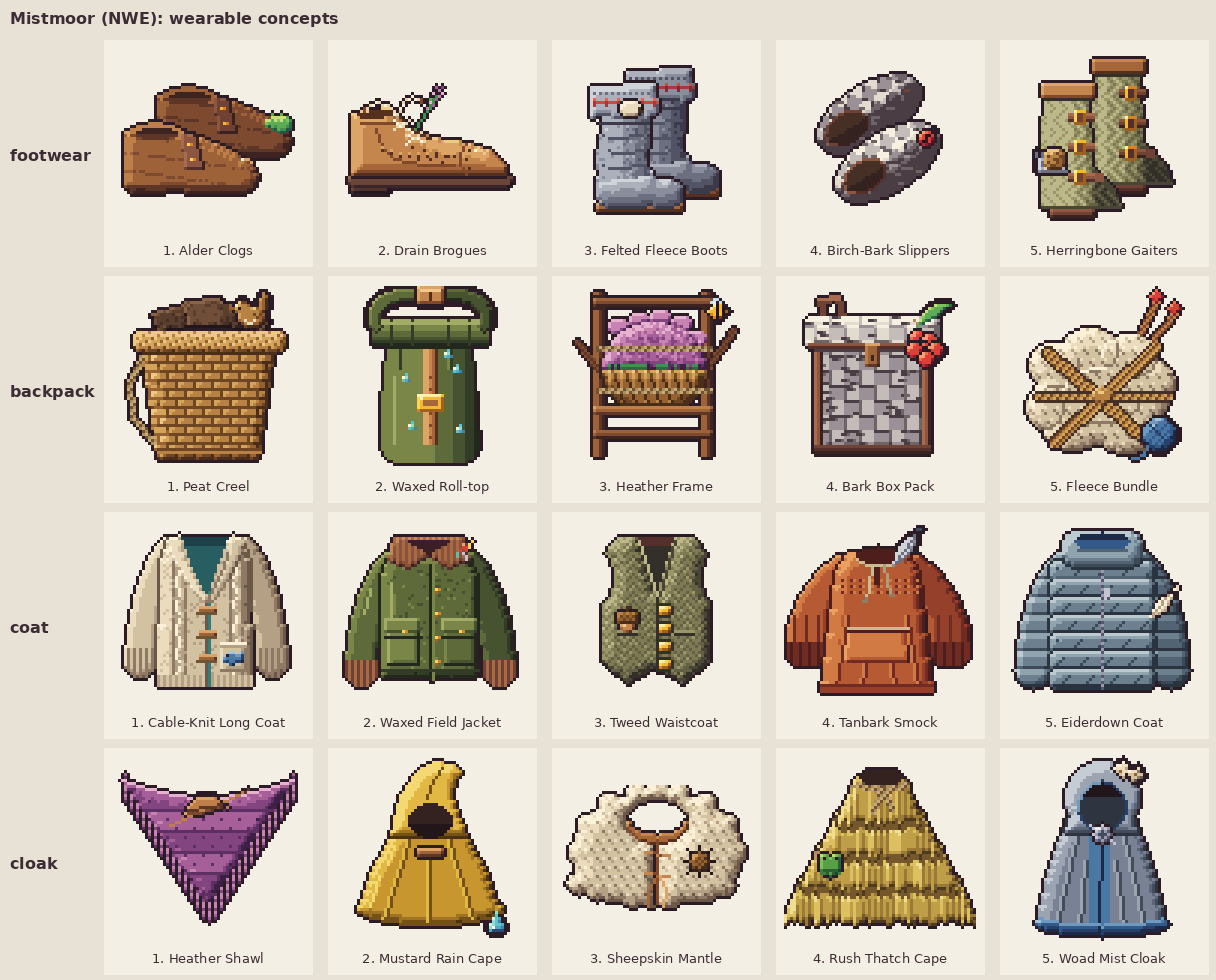 Mistmoor (NWE): wearable concepts
footwear
1. Alder Clogs
2. Drain Brogues
3. Felted Fleece Boots
4. Birch-Bark Slippers
5. Herringbone Gaiters
backpack
1. Peat Creel
2. Waxed Roll-top
3. Heather Frame
4. Bark Box Pack
5. Fleece Bundle
coat
1. Cable-Knit Long Coat
2. Waxed Field Jacket
3. Tweed Waistcoat
4. Tanbark Smock
5. Eiderdown Coat
cloak
1. Heather Shawl
2. Mustard Rain Cape
3. Sheepskin Mantle
4. Rush Thatch Cape
5. Woad Mist Cloak